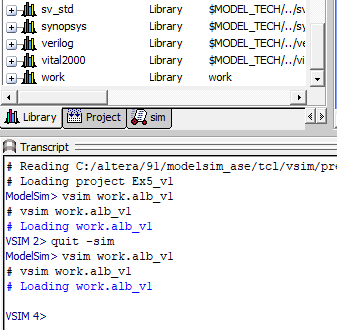 sv_std Library $MODEL_TECH/../sv
synopsys Library $MODEL_TECH/../sy
verilog Library $MODEL_TECH/../ve
vital2000 Library $MODEL_TECH/../vi
work Library work
Library Project sim
Transcript
# Reading C:/altera/91/modelsim_ase/tcl/vsim/pre
# Loading project Ex5_v1
ModelSim> vsim work.alb_v1
# vsim work.alb_v1
# Loading work.alb_v1
VSIM 2> quit -sim
ModelSim> vsim work.alb_v1
# vsim work.alb_v1
# Loading work.alb_v1
VSIM 4>